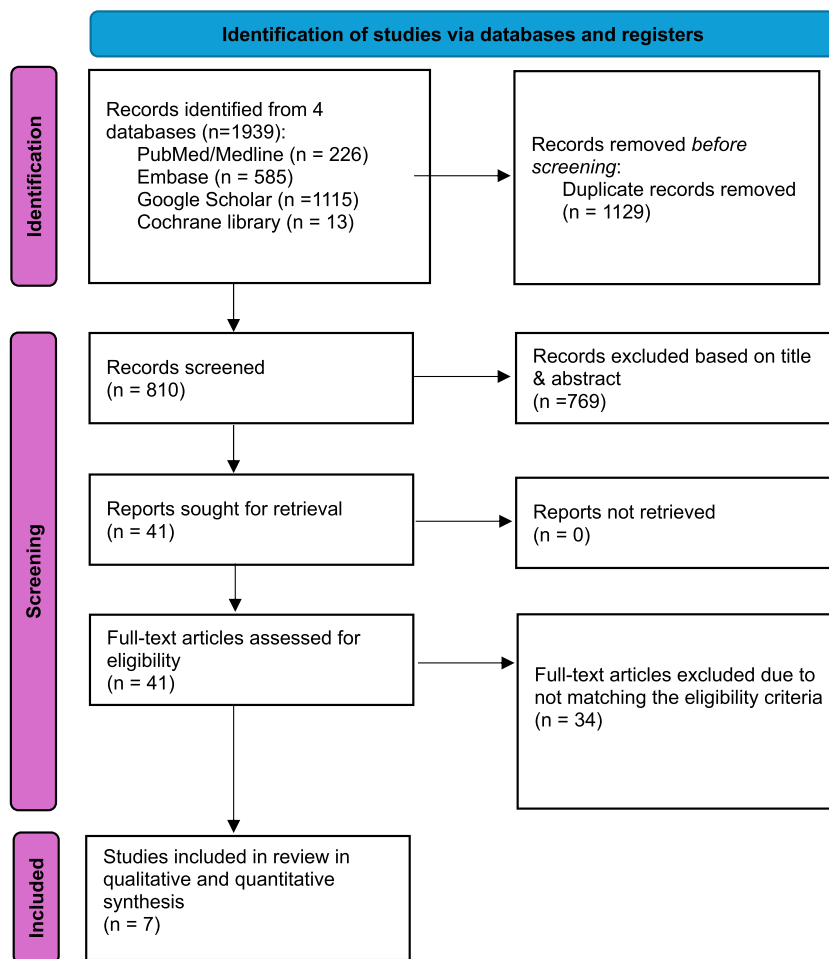 Identification of studies via databases and registers
Identification
Records identified from 4
databases (n=1939):
PubMed/Medline (n = 226)
Embase (n = 585)
Google Scholar (n =1115)
Cochrane library (n = 13)
Records removed before
screening:
Duplicate records removed
(n = 1129)
Screening
Records screened
(n = 810)
Records excluded based on title
& abstract
(n =769)
Reports sought for retrieval
(n = 41)
Reports not retrieved
(n = 0)
Full-text articles assessed for
eligibility
(n = 41)
Full-text articles excluded due to
not matching the eligibility criteria
(n = 34)
Included
Studies included in review in
qualitative and quantitative
synthesis
(n = 7)